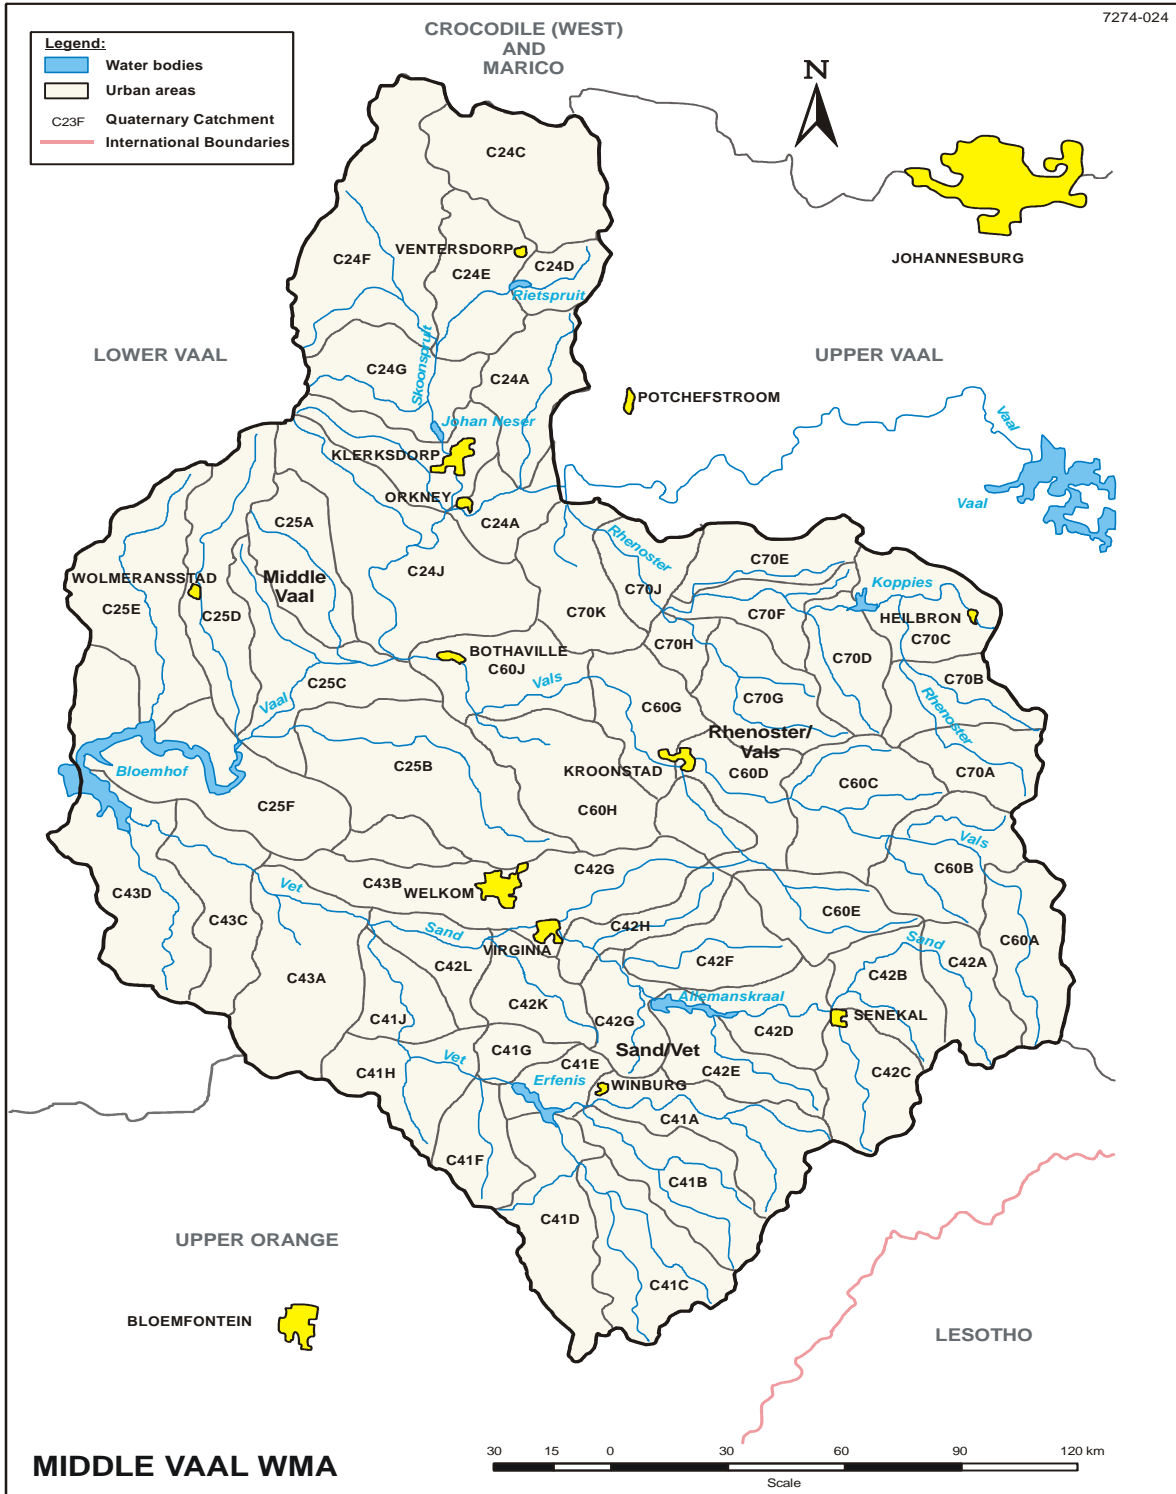 7274-024
CROCODILE (WEST)
AND
MARICO
Legend:
Water bodies
Urban areas
C23F Quaternary Catchment
International Boundaries
N
C24C
JOHANNESBURG
VENTERSDORP
C24F
C24E
C24D
Rietspruit
LOWER VAAL
UPPER VAAL
Skoonspruit
C24G
C24A
POTCHEFSTROOM
Johan Neser
Vaal
KLERKSDORP
ORKNEY
Vaal
C25A
C24A
Rhenoster
C70E
WOLMERANSSTAD
Middle
Vaal
C24J
C70J
Koppies
C25E
C25D
C70K
C70F
HEILBRON
C70C
C70H
BOTHAVILLE
C60J
C70D
C70B
Vals
C25C
Vaal
C60G
C70G
Rhenoster
Rhenoster/
Vals
Bloemhof
C25B
KROONSTAD
C60D
C60C
C70A
C25F
C60H
Vals
C43D
C43B
WELKOM
C42G
C60B
Vet
C43C
C60E
Sand
VIRGINIA
C42H
Sand
C60A
C42L
C42F
C42B
C42A
C43A
Allemanskraal
C42K
C41J
C42G
C42D
SENEKAL
C41G
Sand/Vet
Vet
C41E
C42E
C42C
C41H
Erfenis
WINBURG
C41A
C41F
C41B
C41D
UPPER ORANGE
C41C
BLOEMFONTEIN
LESOTHO
30 15 0 30 60 90 120 km
Scale
MIDDLE VAAL WMA